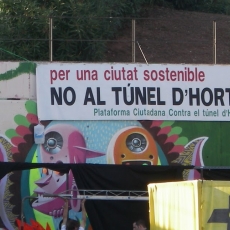 per una ciutat sostenible
NO AL TÚNEL D'HORT
Plataforma Ciutadana Contra el túnel d'H